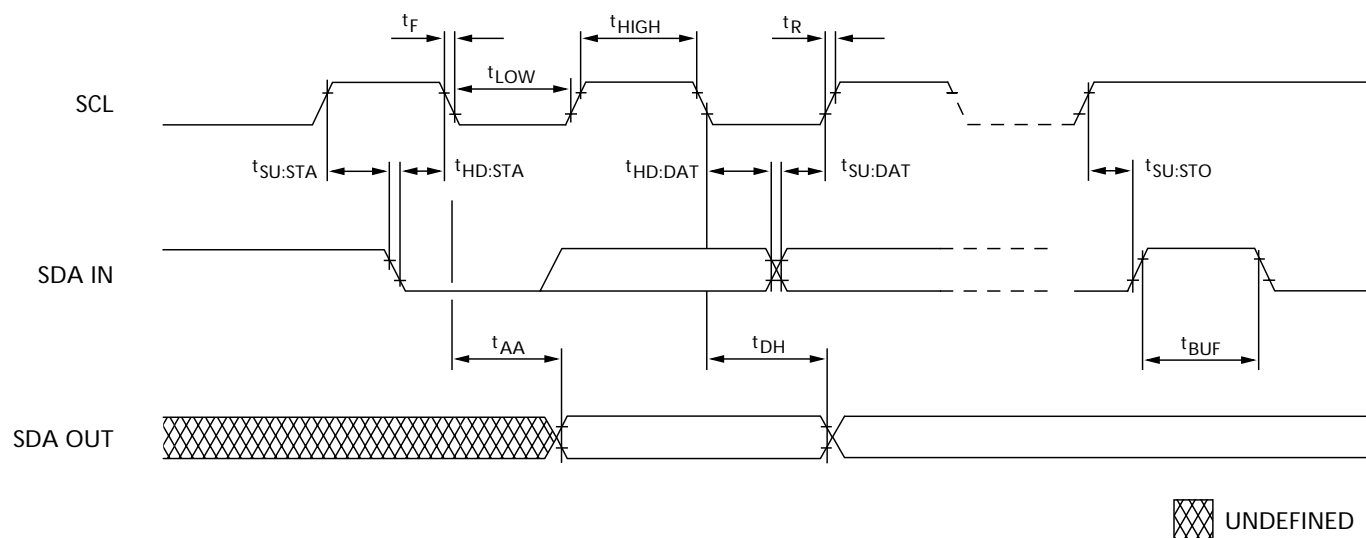 tF
tHIGH
tR
tLOW
SCL
tSU:STA
tHD:STA
tHD:DAT
tSU:DAT
tSU:STO
SDA IN
tAA
tDH
tBUF
SDA OUT
UNDEFINED